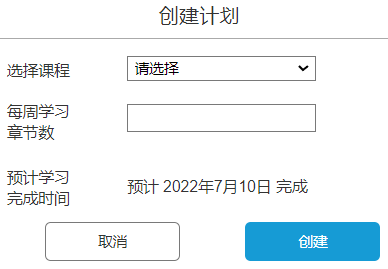 创建计划
选择课程
请选择
每周学习
章节数
预计学习
完成时间
预计 2022年7月10日 完成
取消
创建